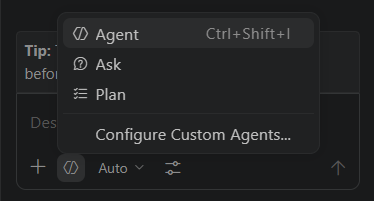 Agent Ctrl+Shift+I
Ask
Plan
Configure Custom Agents...
Tip:
befor
Des
Auto